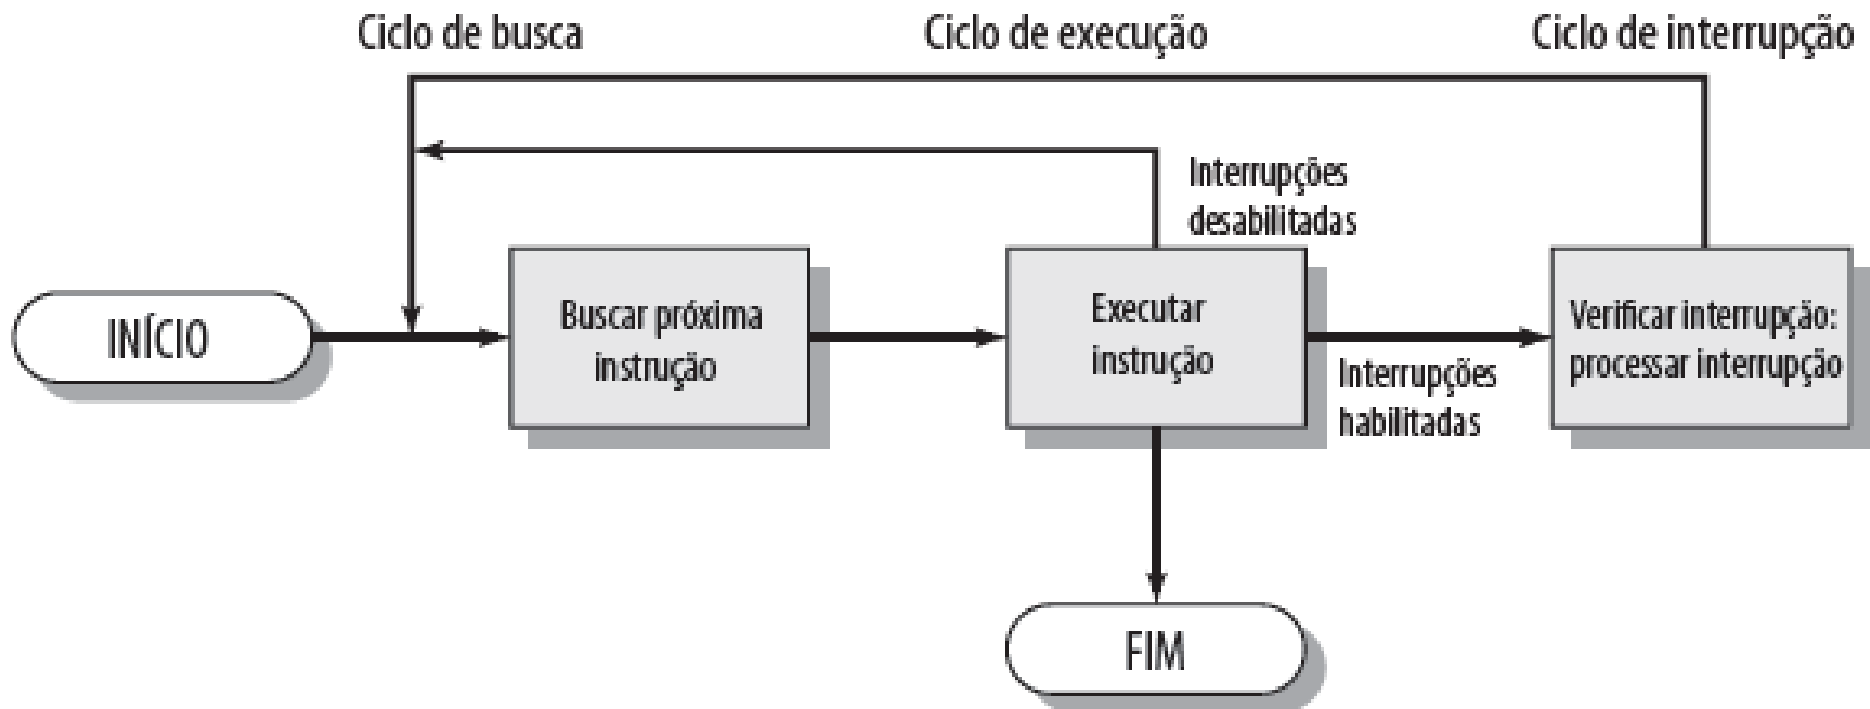 Ciclo de busca
Ciclo de execução
Ciclo de interrupção
Interrupções
desabilitadas
INÍCIO
Buscar próxima
instrução
Executar
instrução
Interrupções
habilitadas
Verificar interrupção:
processar interrupção
FIM